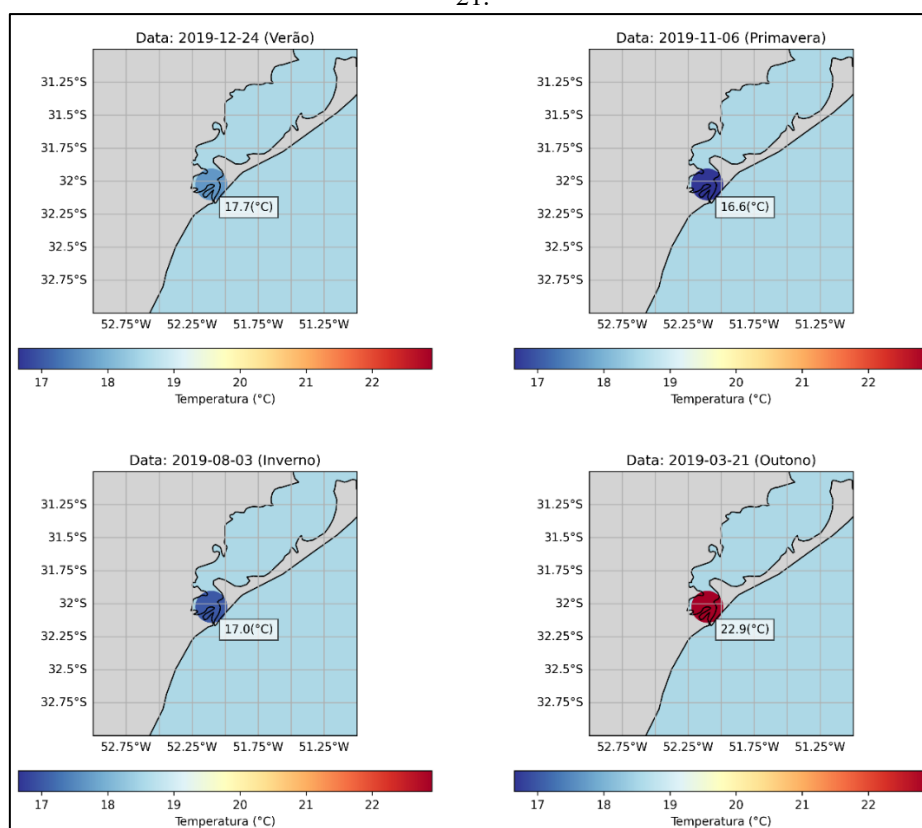 21.
Data: 2019-12-24 (Verão)
31.25°S
31.5°S
31.75°S
32°S
32.25°S
32.5°S
32.75°S
17.7(°C)
52.75°W 52.25°W 51.75°W 51.25°W
17 18 19 20 21 22
Temperatura (°C)
Data: 2019-11-06 (Primavera)
31.25°S
31.5°S
31.75°S
32°S
32.25°S
32.5°S
32.75°S
16.6(°C)
52.75°W 52.25°W 51.75°W 51.25°W
17 18 19 20 21 22
Temperatura (°C)
Data: 2019-08-03 (Inverno)
31.25°S
31.5°S
31.75°S
32°S
32.25°S
32.5°S
32.75°S
17.0(°C)
52.75°W 52.25°W 51.75°W 51.25°W
17 18 19 20 21 22
Temperatura (°C)
Data: 2019-03-21 (Outono)
31.25°S
31.5°S
31.75°S
32°S
32.25°S
32.5°S
32.75°S
22.9(°C)
52.75°W 52.25°W 51.75°W 51.25°W
17 18 19 20 21 22
Temperatura (°C)